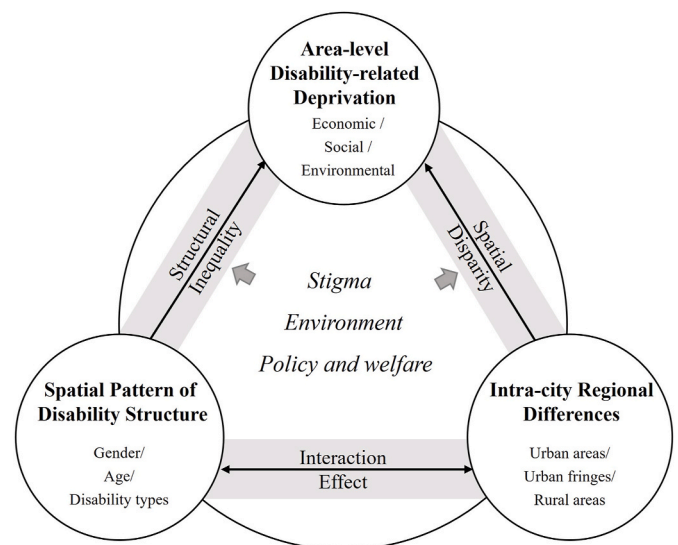 Area-level
Disability-related
Deprivation
Economic /
Social /
Environmental
Structural
Inequality
Spatial
Disparity
Stigma
Environment
Policy and welfare
Spatial Pattern of
Disability Structure
Gender/
Age/
Disability types
Interaction
Effect
Intra-city Regional
Differences
Urban areas/
Urban fringes/
Rural areas